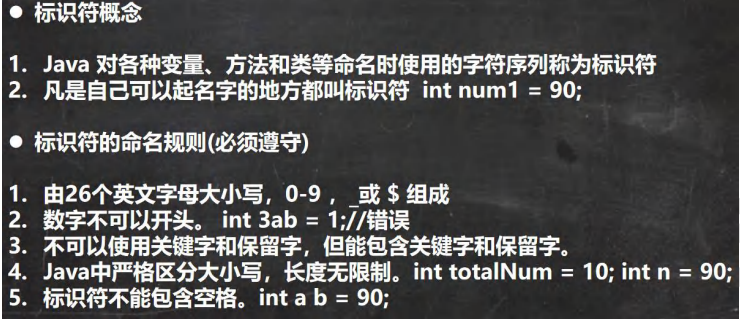 ● 标识符概念
1. Java 对各种变量、方法和类等命名时使用的字符序列称为标识符
2. 凡是自己可以起名字的地方都叫标识符 int num1 = 90;
● 标识符的命名规则(必须遵守)
1. 由26个英文字母大小写，0-9 ，_或 $ 组成
2. 数字不可以开头。 int 3ab = 1;//错误
3. 不可以使用关键字和保留字，但能包含关键字和保留字。
4. Java中严格区分大小写，长度无限制。int totalNum = 10; int n = 90;
5. 标识符不能包含空格。int a b = 90;